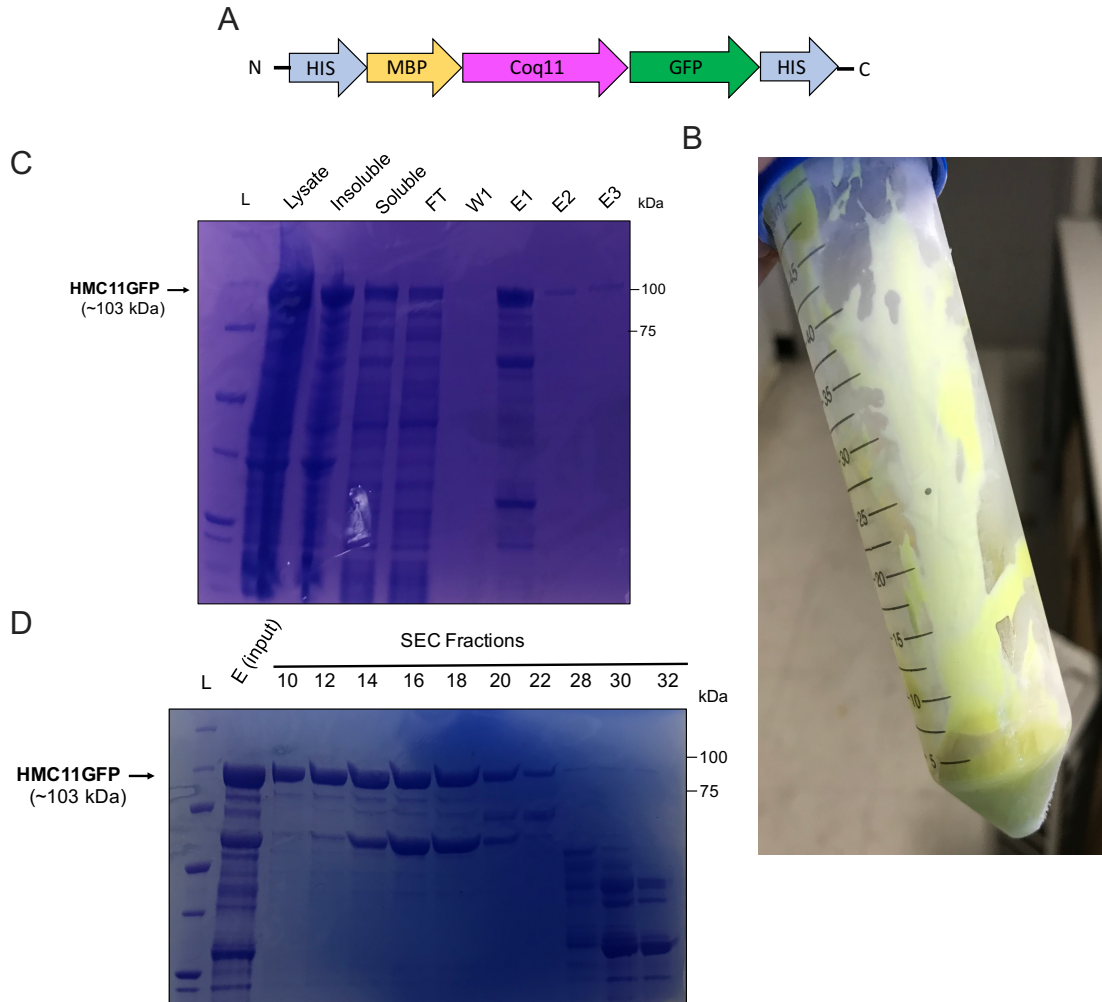 A
N HIS MBP Coq11 GFP HIS C
B
C
L Lysate Insoluble Soluble FT W1 E1 E2 E3 kDa
HMC11GFP
(~103 kDa)
100
75
45
40
35
30
25
20
15
10
5
D
SEC Fractions
L E (input) 10 12 14 16 18 20 22 28 30 32 kDa
HMC11GFP
(~103 kDa)
100
75